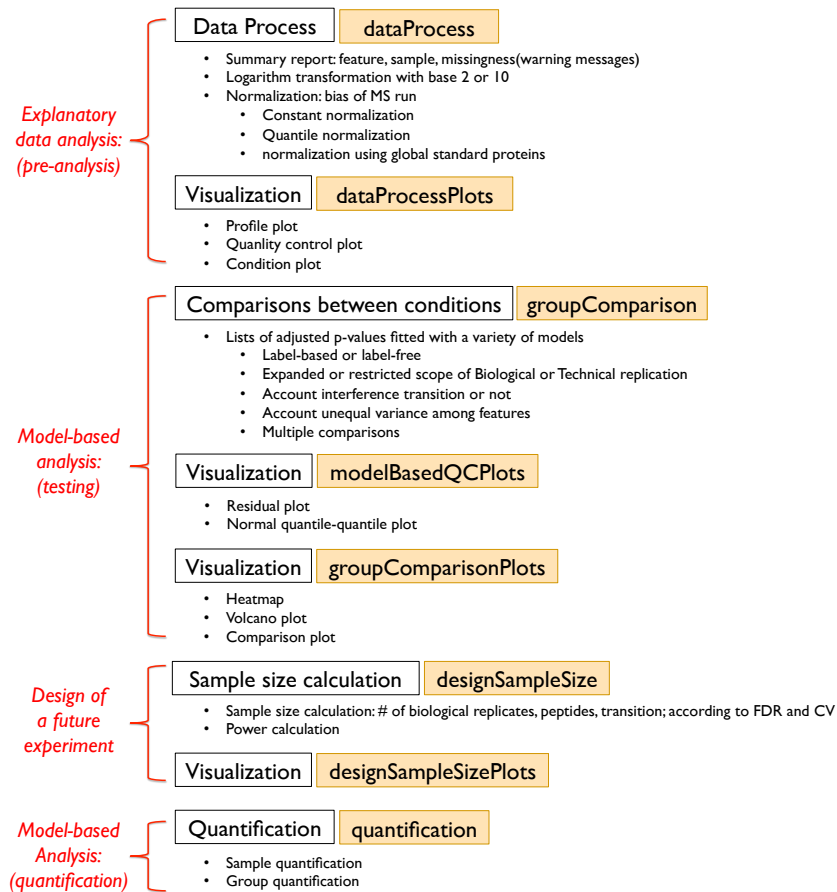 Data Process dataProcess
• Summary report: feature, sample, missingness(warning messages)
• Logarithm transformation with base 2 or 10
• Normalization: bias of MS run
• Constant normalization
• Quantile normalization
• normalization using global standard proteins
Explanatory
data analysis:
(pre-analysis)
Visualization dataProcessPlots
• Profile plot
• Quanlity control plot
• Condition plot
Comparisons between conditions groupComparison
• Lists of adjusted p-values fitted with a variety of models
• Label-based or label-free
• Expanded or restricted scope of Biological or Technical replication
• Account interference transition or not
• Account unequal variance among features
• Multiple comparisons
Model-based
analysis:
(testing)
Visualization modelBasedQCPlots
• Residual plot
• Normal quantile-quantile plot
Visualization groupComparisonPlots
• Heatmap
• Volcano plot
• Comparison plot
Sample size calculation designSampleSize
• Sample size calculation: # of biological replicates, peptides, transition; according to FDR and CV
• Power calculation
Design of
a future
experiment
Visualization designSampleSizePlots
Quantification quantification
• Sample quantification
• Group quantification
Model-based
Analysis:
(quantification)